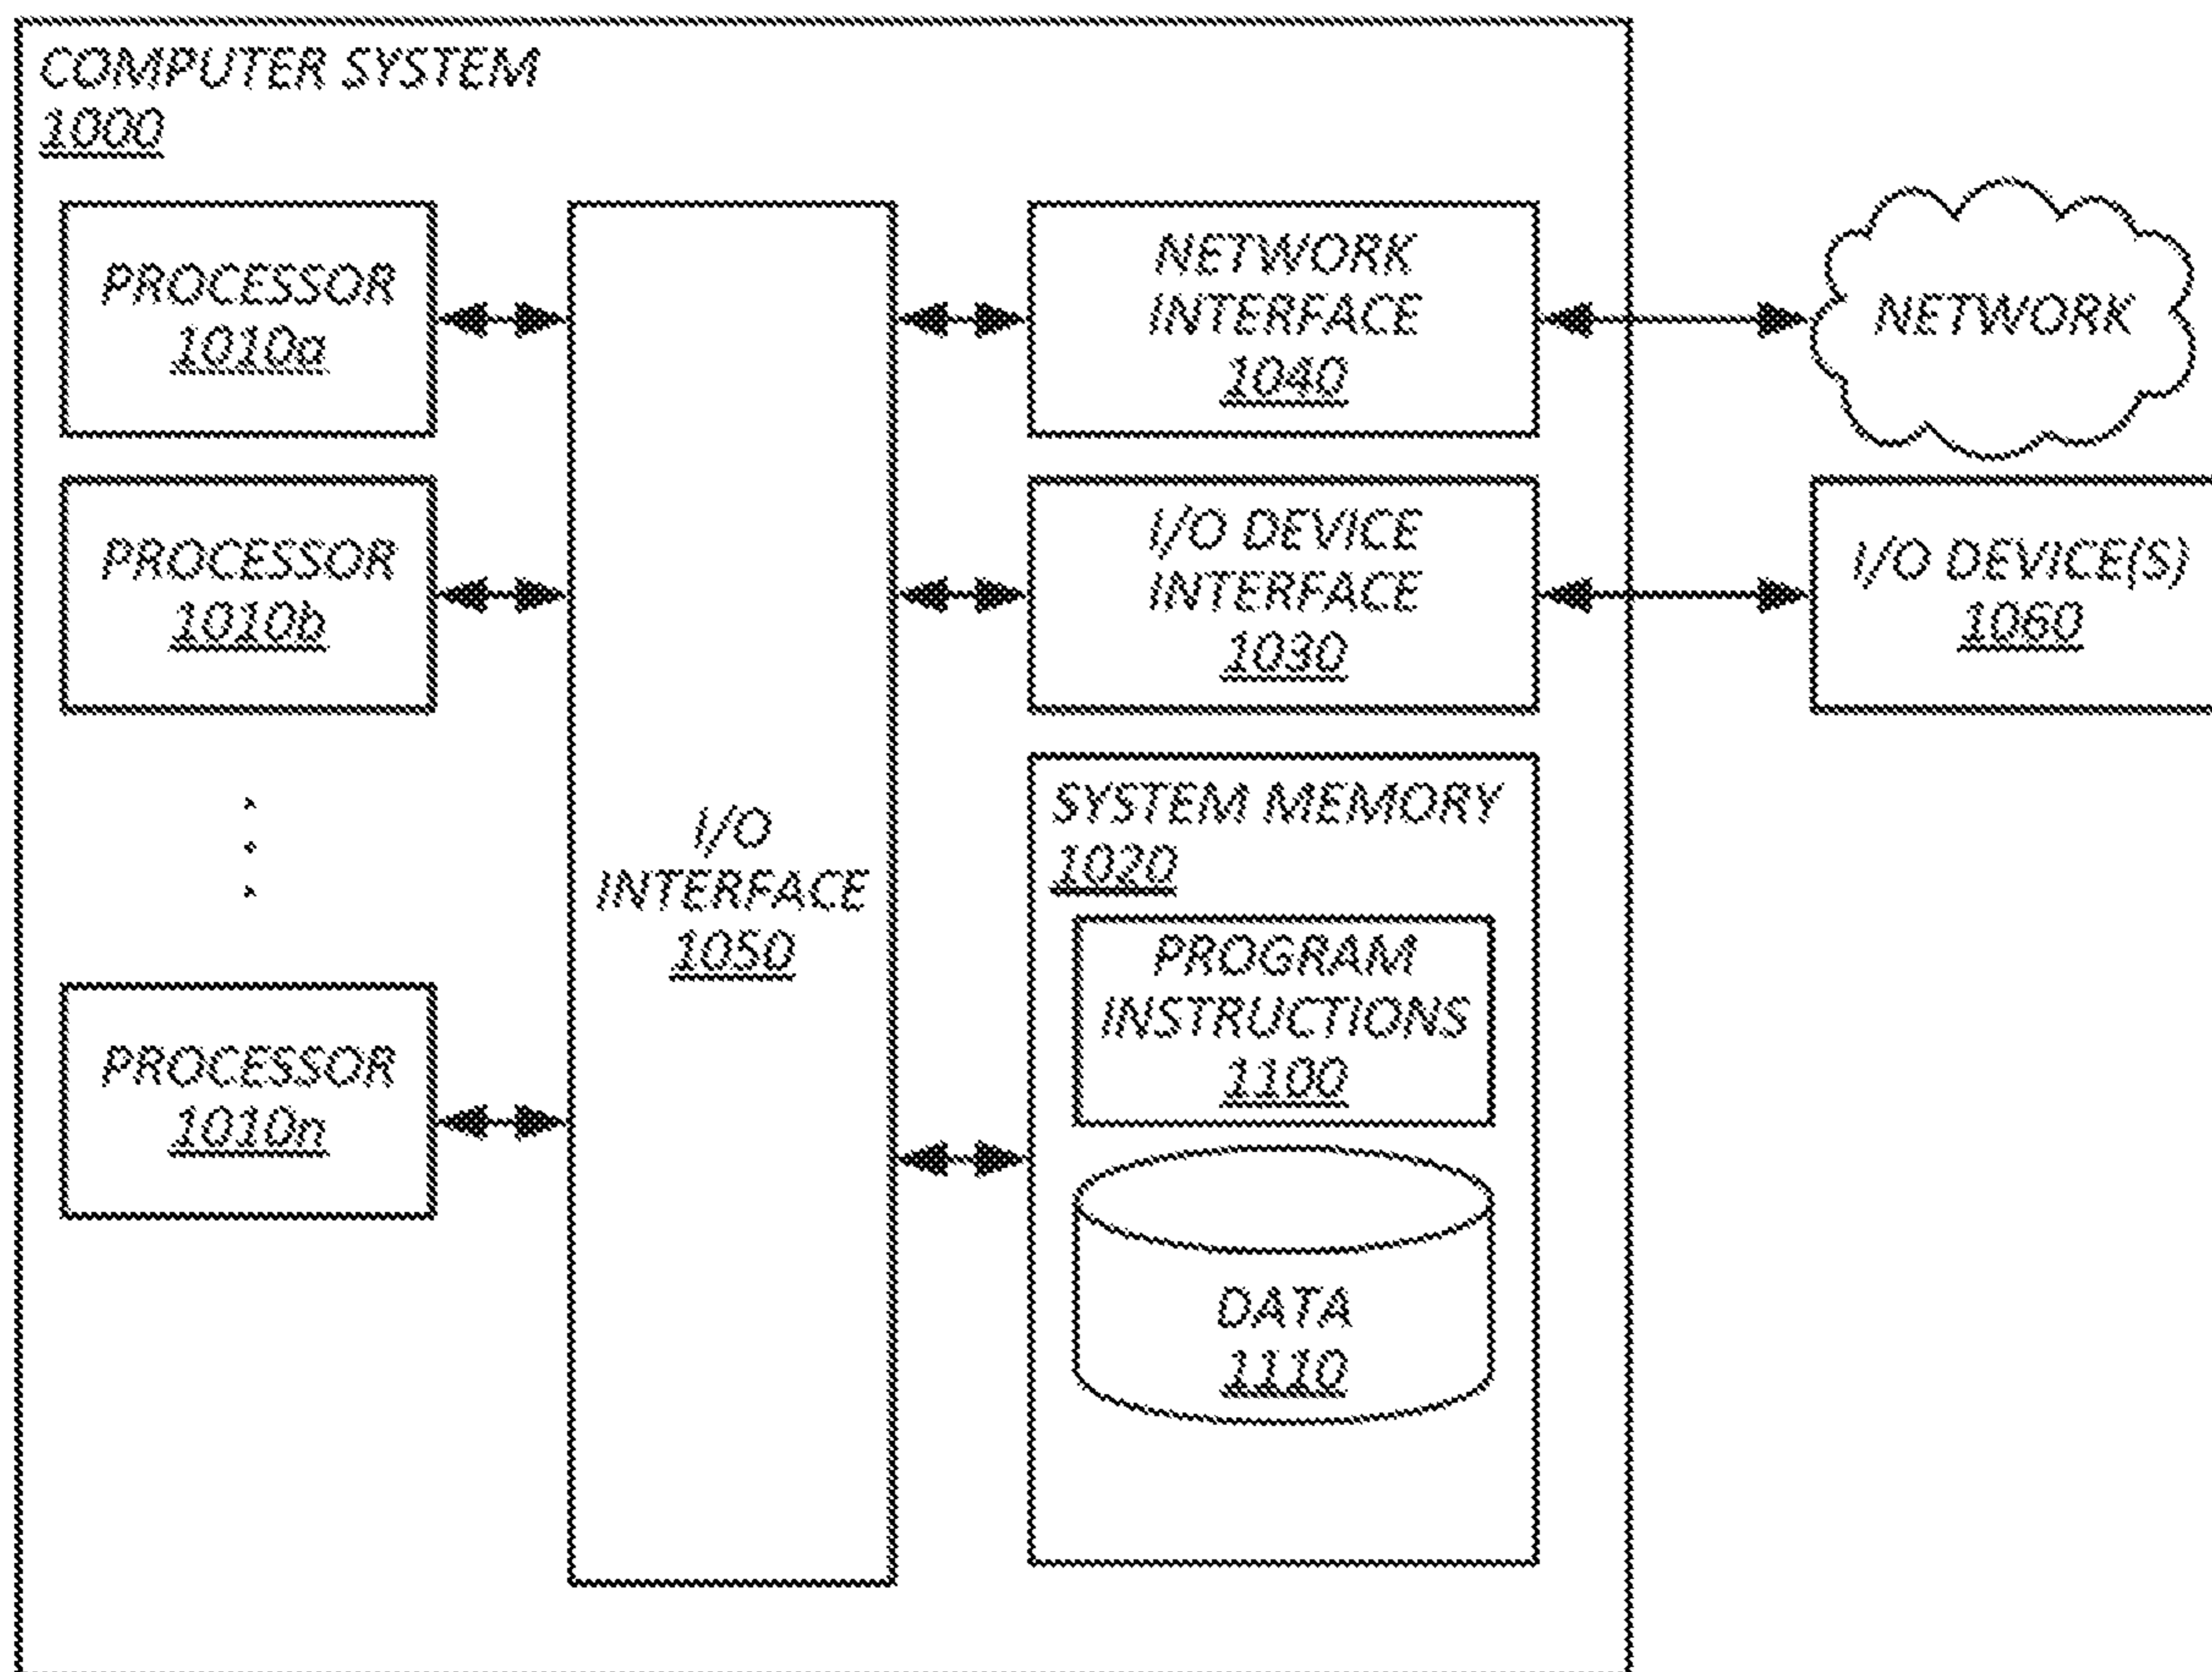 COMPUTER SYSTEM
1000
PROCESSOR
1010a
PROCESSOR
1010b
PROCESSOR
1010n
I/O
INTERFACE
1050
NETWORK
INTERFACE
1040
I/O DEVICE
INTERFACE
1030
SYSTEM MEMORY
1020
PROGRAM
INSTRUCTIONS
1100
DATA
1110
NETWORK
I/O DEVICE(S)
1060